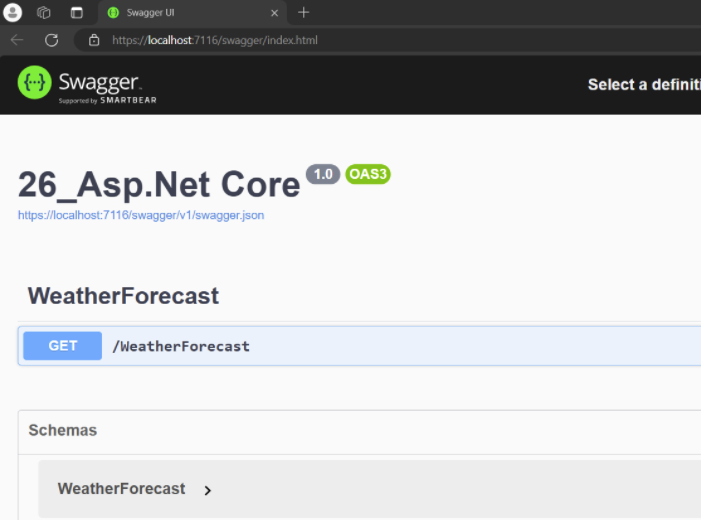 Swagger UI
https://localhost:7116/swagger/index.html
Swagger
Supported by SMARTBEAR
Select a definiti
26_Asp.Net Core 1.0 OAS3
https://localhost:7116/swagger/v1/swagger.json
WeatherForecast
GET /WeatherForecast
Schemas
WeatherForecast